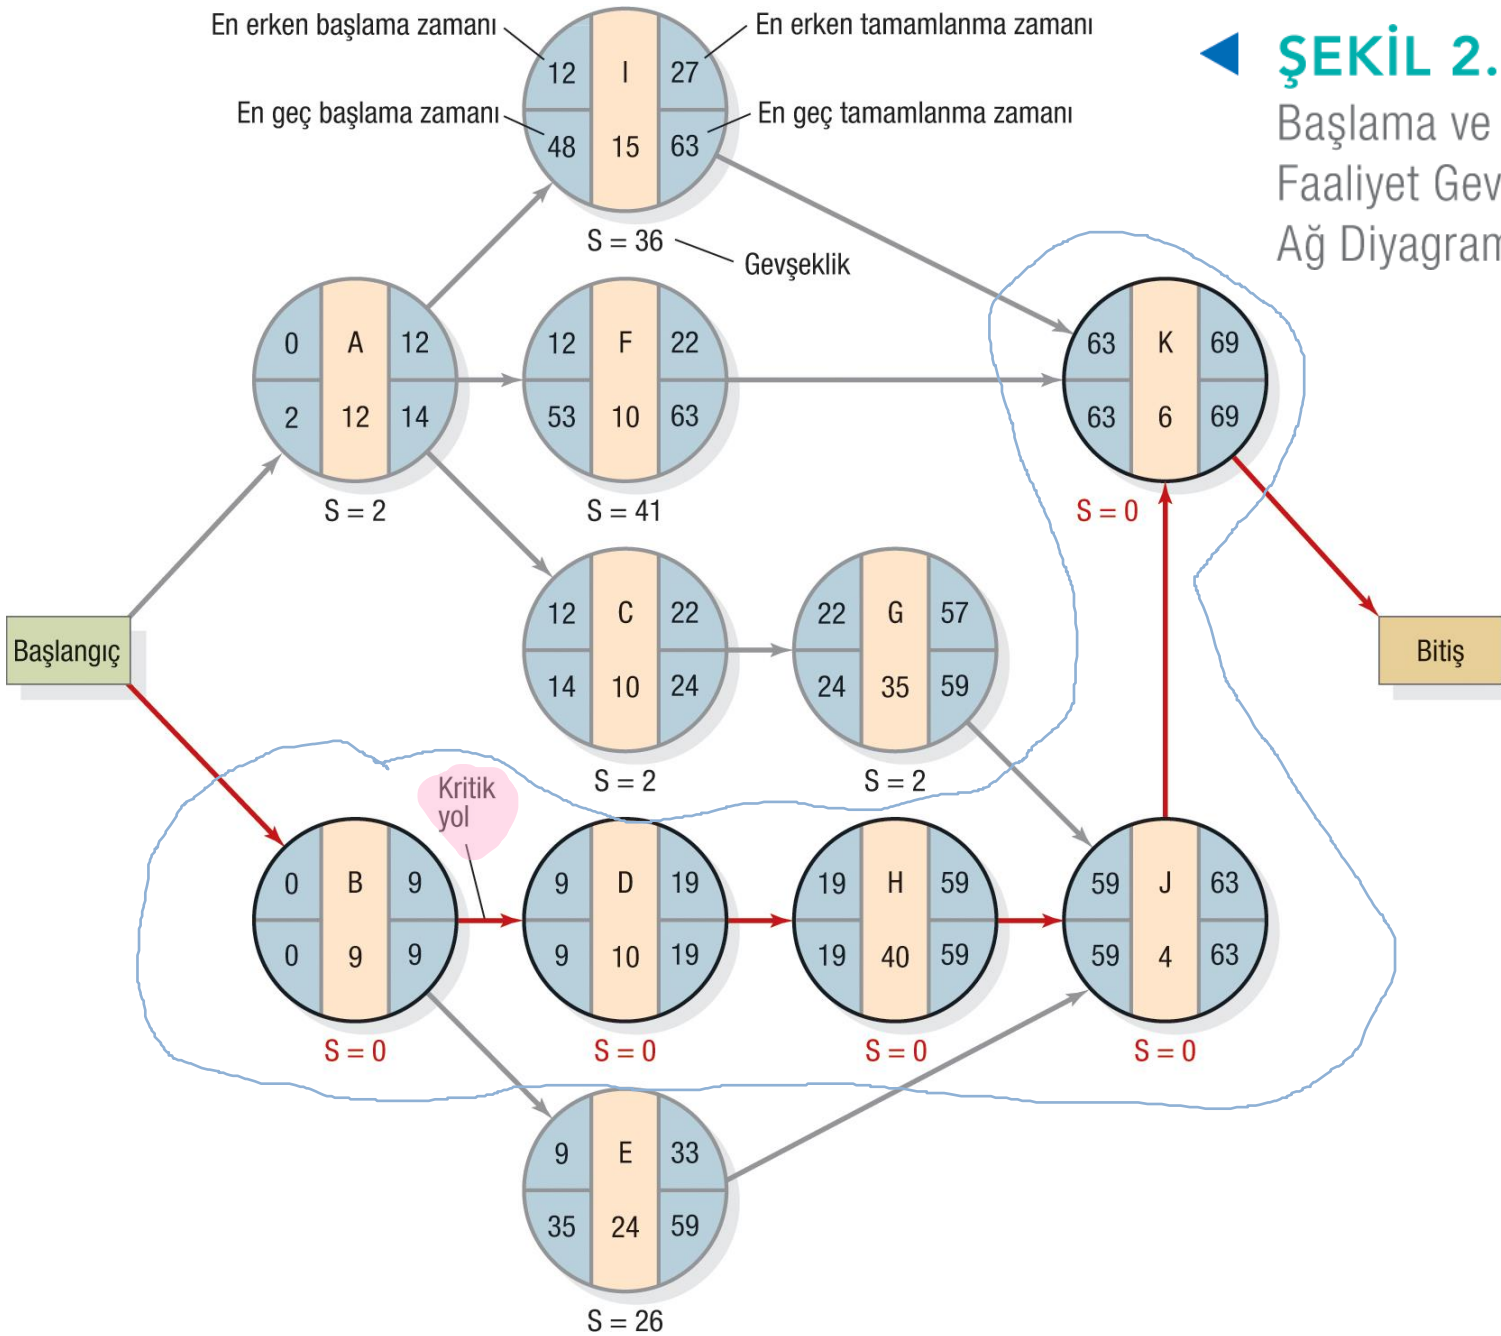 En erken başlama zamanı
En erken tamamlanma zamanı
12 I 27
En geç başlama zamanı
En geç tamamlanma zamanı
48 15 63
S = 36
Gevşeklik
ŞEKİL 2.
Başlama ve
Faaliyet Gev
Ağ Diyagram
0 A 12
2 12 14
S = 2
12 F 22
53 10 63
S = 41
63 K 69
63 6 69
S = 0
Başlangıç
12 C 22
14 10 24
S = 2
22 G 57
24 35 59
S = 2
Bitiş
Kritik
yol
0 B 9
0 9 9
S = 0
9 D 19
9 10 19
S = 0
19 H 59
19 40 59
S = 0
59 J 63
59 4 63
S = 0
9 E 33
35 24 59
S = 26